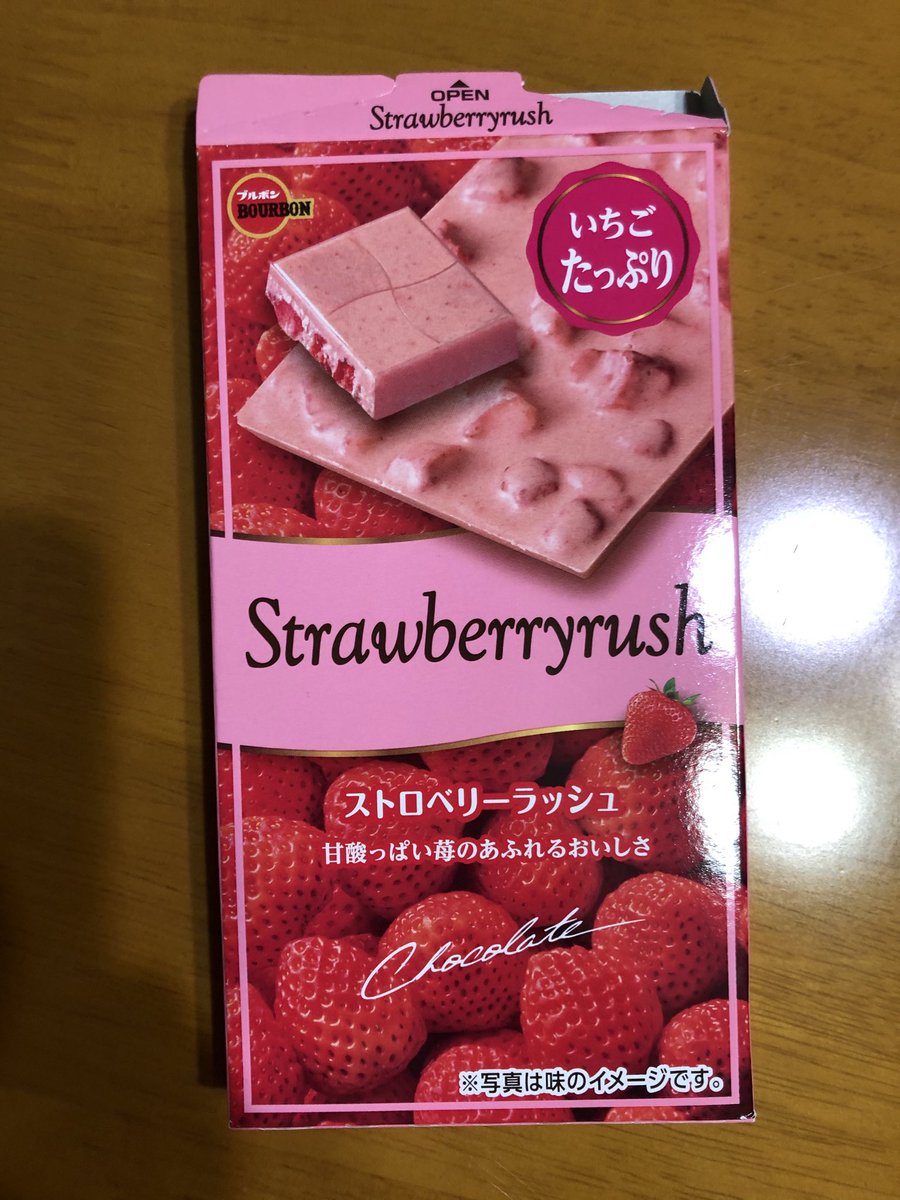 OPEN
Strawberryrush
ブルボン
BOURBON
いちご
たっぷり
Strawberryrush
ストロベリーラッシュ
甘酸っぱい苺のあふれるおいしさ
Chocolate
※写真は味のイメージです。